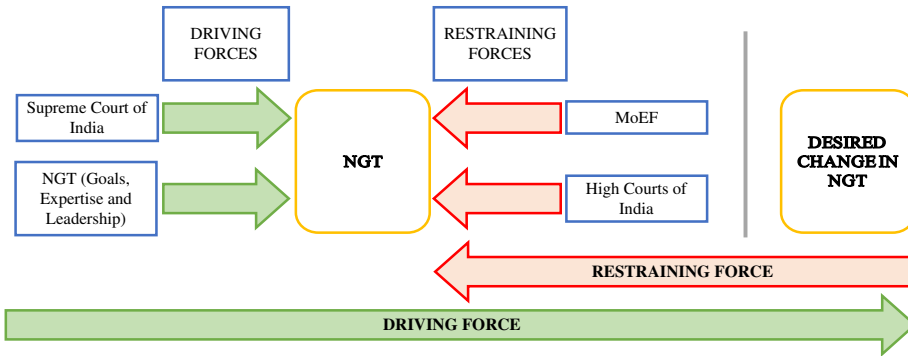 DRIVING
FORCES
RESTRAINING
FORCES
Supreme Court of
India
NGT
MoEF
DESIRED
CHANGE IN
NGT
NGT (Goals,
Expertise and
Leadership)
High Courts of
India
RESTRAINING FORCE
DRIVING FORCE